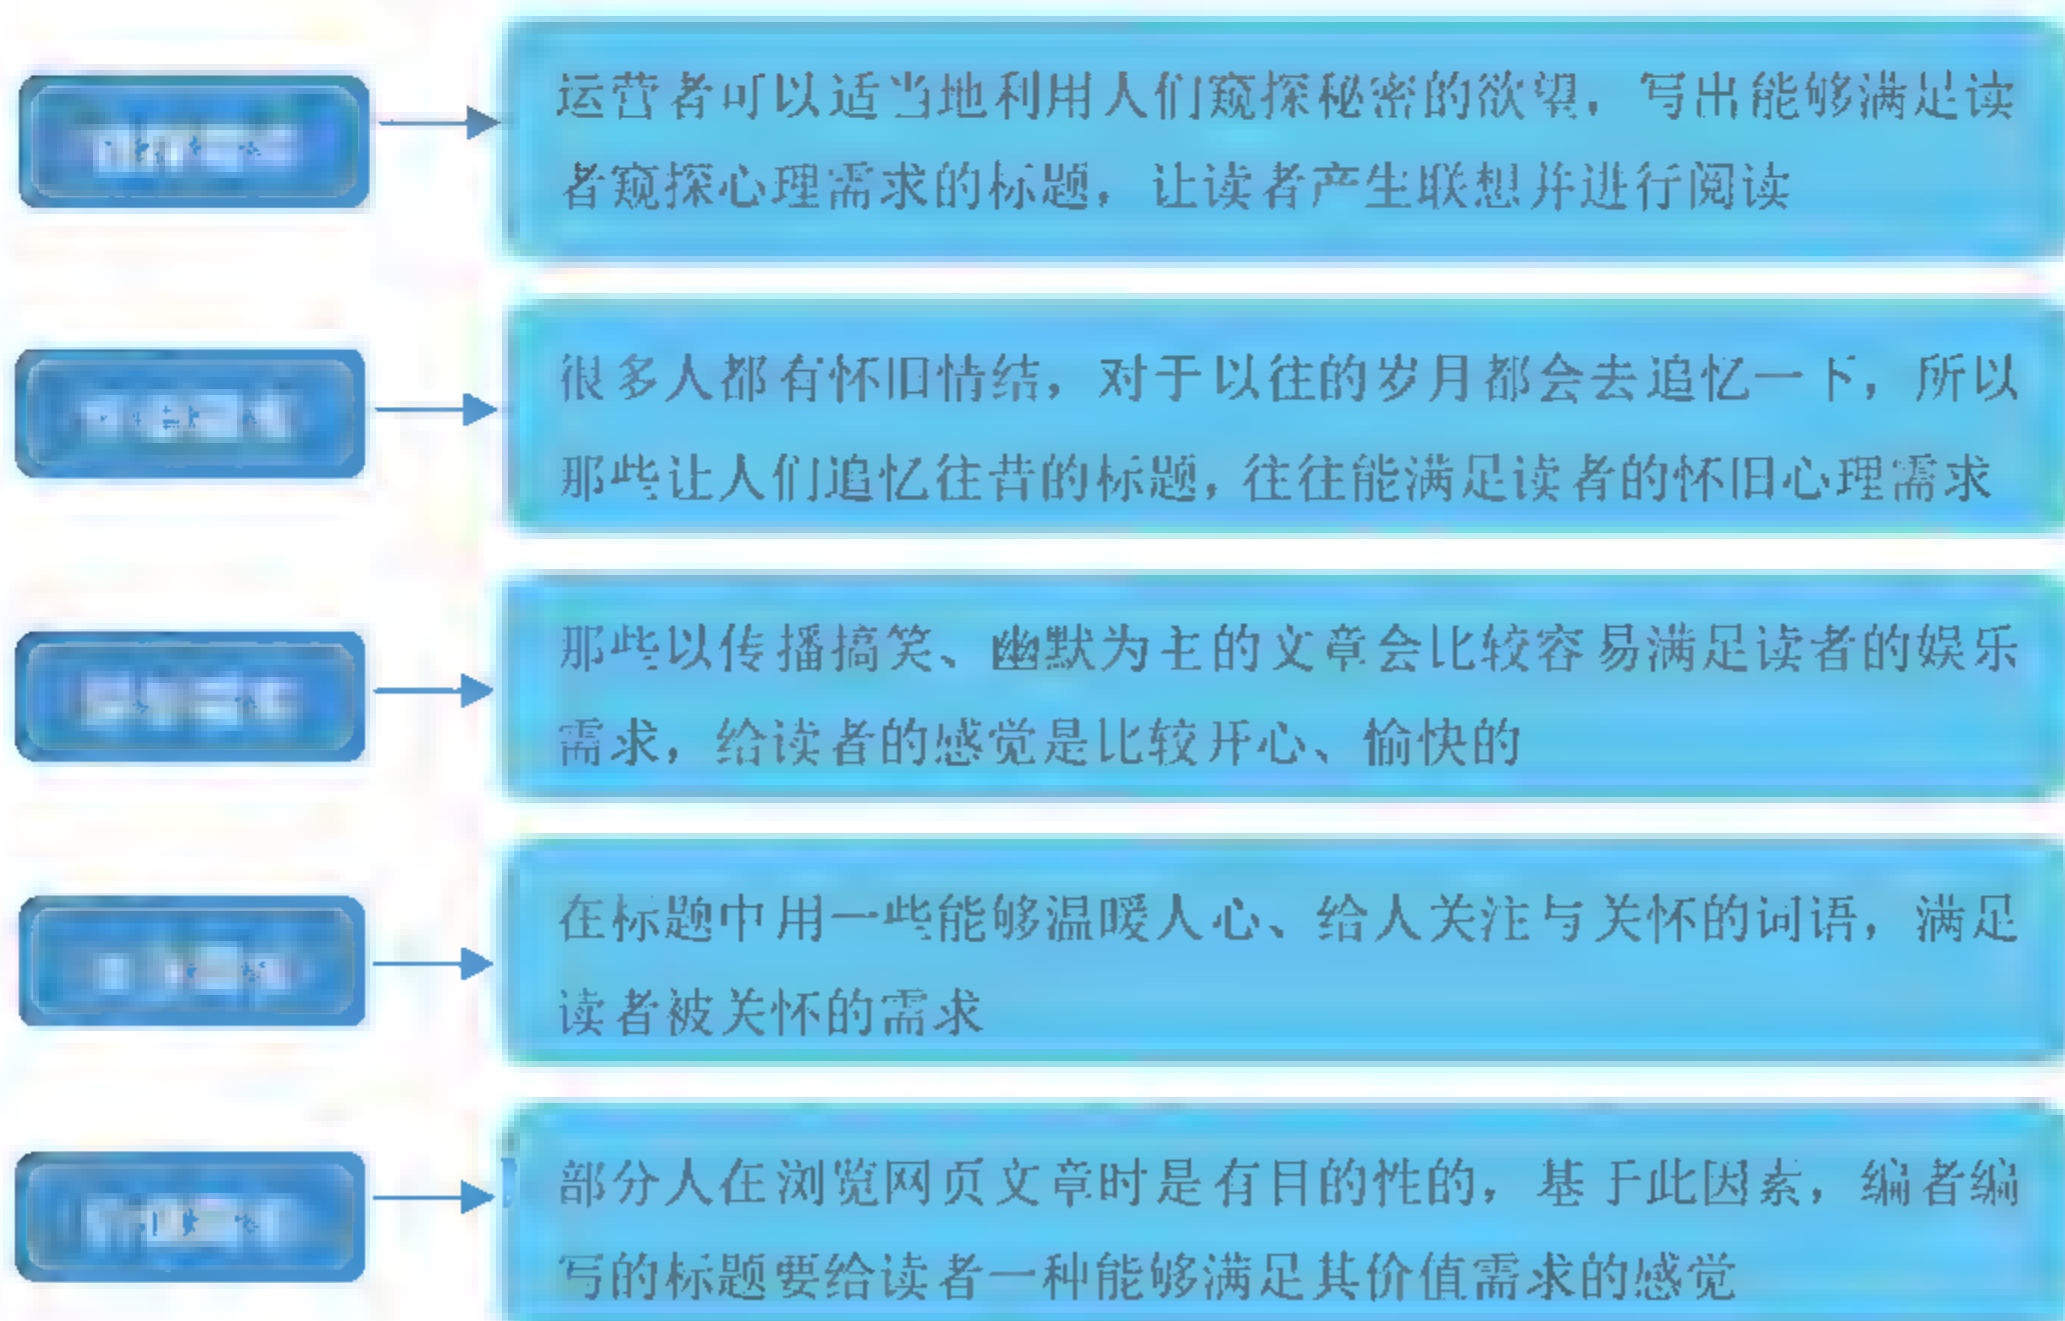 运营者可以适当地利用人们窥探秘密的欲望，写出能够满足读
者窥探心理需求的标题，让读者产生联想并进行阅读
很多人都有怀旧情结，对于以往的岁月都会去追忆一下，所以
那些让人们追忆往昔的标题，往往能满足读者的怀旧心理需求
那些以传播搞笑、幽默为主的文章会比较容易满足读者的娱乐
需求，给读者的感觉是比较开心、愉快的
在标题中用一些能够温暖人心、给人关注与关怀的词语，满足
读者被关怀的需求
部分人在浏览网页文章时是有目的性的，基于此因素，编者编
写的标题要给读者一种能够满足其价值需求的感觉